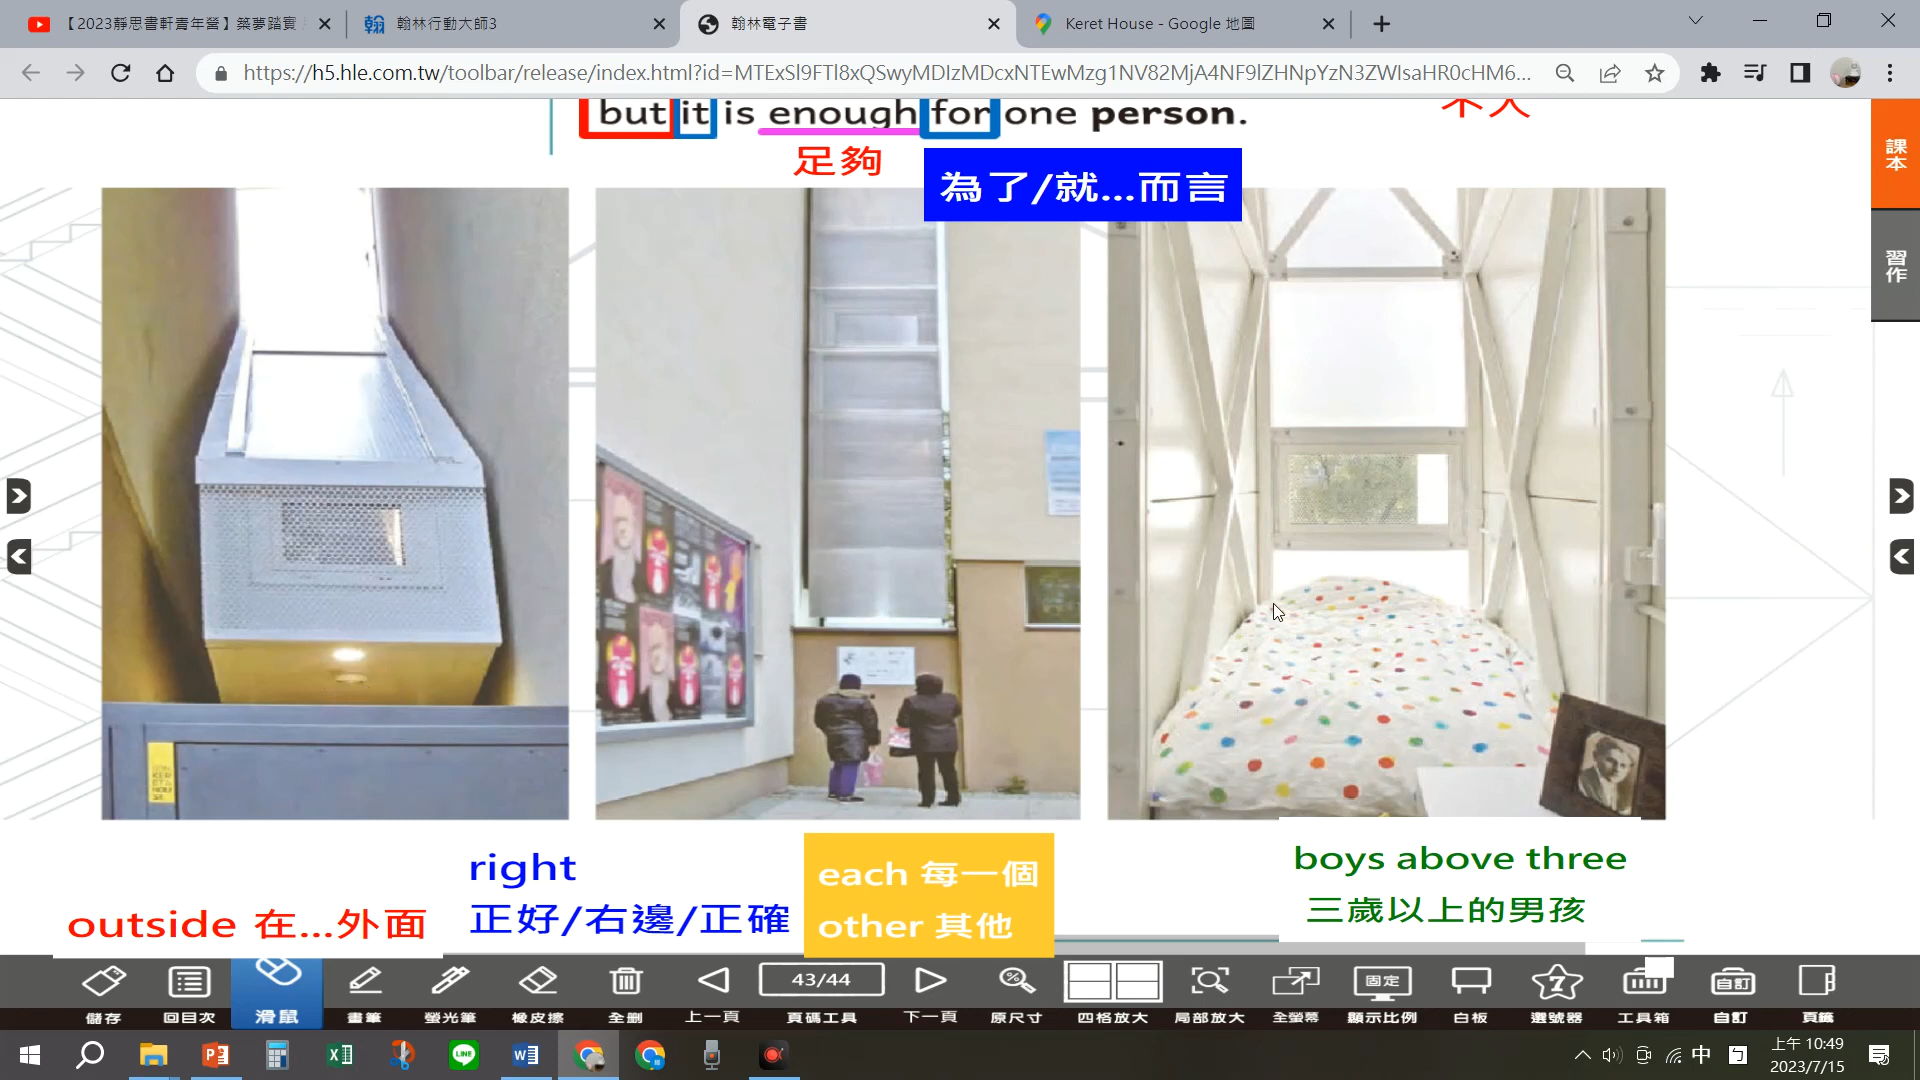 【2023靜思書軒青年營】築夢踏實
翰林行動大師3
翰林電子書
Keret House - Google 地圖
https://h5.hle.com.tw/toolbar/release/index.html?id=MTExSl9FTl8xQSwyMDIzMDcxNTEwMzg1NV82MjA4NF9lZHNpYzN3ZWIsaHR0cHM6...
but it is enough for one person.
足夠
為了/就...而言
課本
習作
right
正好/右邊/正確
each 每一個
other 其他
boys above three
三歲以上的男孩
outside 在...外面
43/44
固定
7
自訂
儲存
回目次
滑鼠
畫筆
螢光筆
橡皮擦
全刪
上一頁
頁碼工具
下一頁
原尺寸
四格放大
局部放大
全螢幕
顯示比例
白板
選號器
工具箱
自訂
頁籤
LINE
中
上午 10:49
2023/7/15